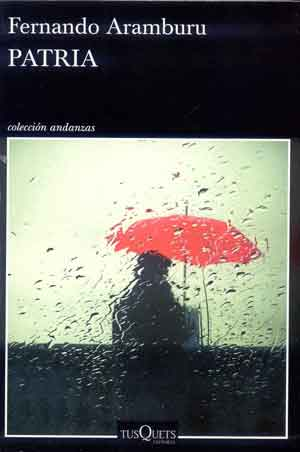 Fernando Aramburu
PATRIA
colección andanzas
TUSQUETS
EDITORES